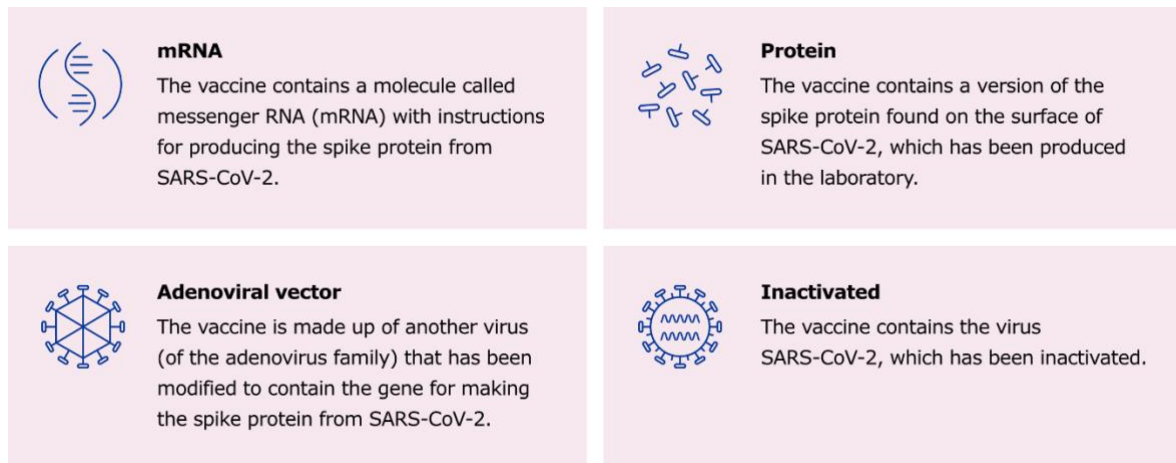 mRNA
The vaccine contains a molecule called
messenger RNA (mRNA) with instructions
for producing the spike protein from
SARS-CoV-2.
Protein
The vaccine contains a version of the
spike protein found on the surface of
SARS-CoV-2, which has been produced
in the laboratory.
Adenoviral vector
The vaccine is made up of another virus
(of the adenovirus family) that has been
modified to contain the gene for making
the spike protein from SARS-CoV-2.
Inactivated
The vaccine contains the virus
SARS-CoV-2, which has been inactivated.